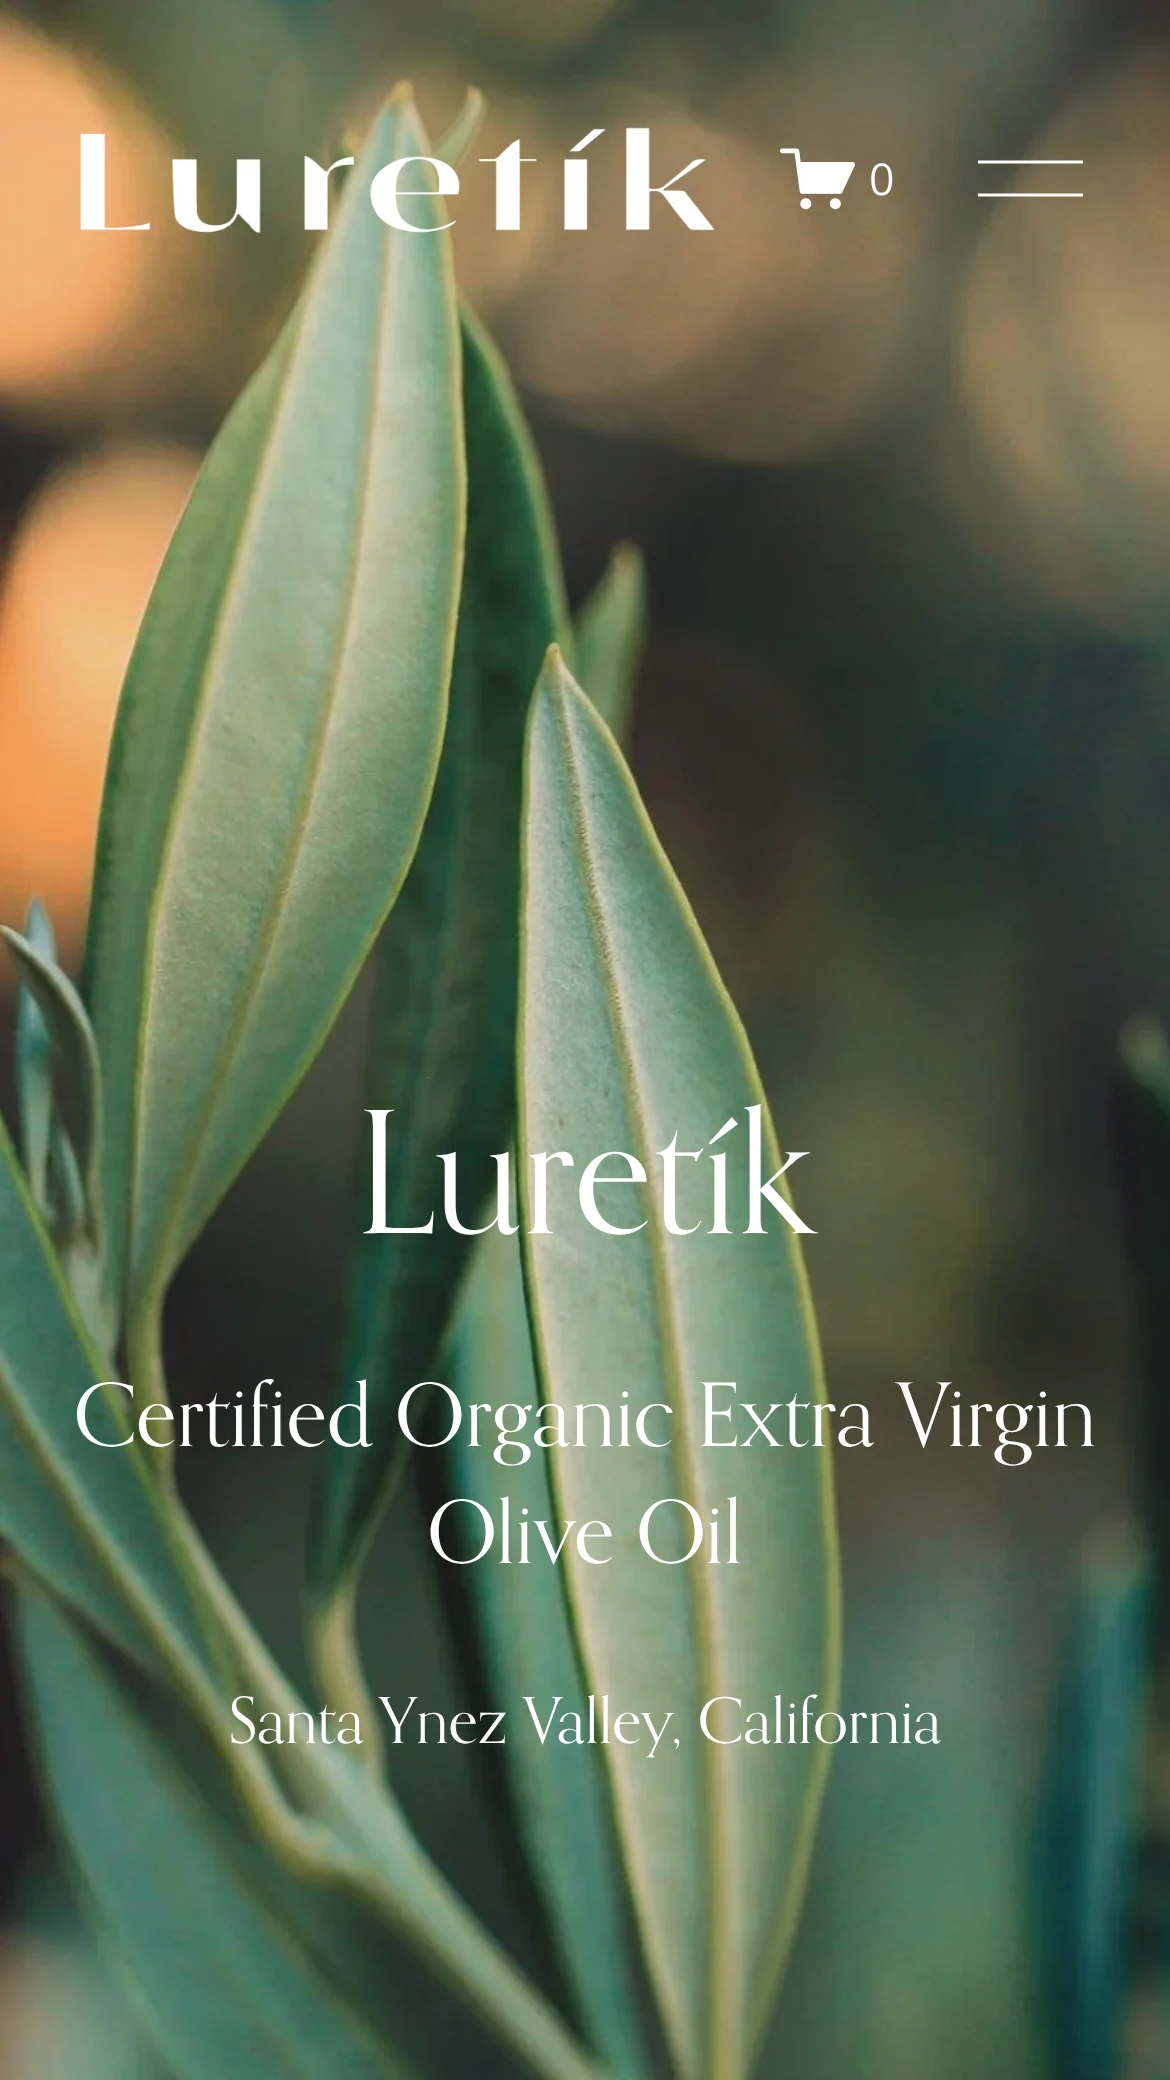 Luretík 0
Luretík
Certified Organic Extra Virgin
Olive Oil
Santa Ynez Valley, California